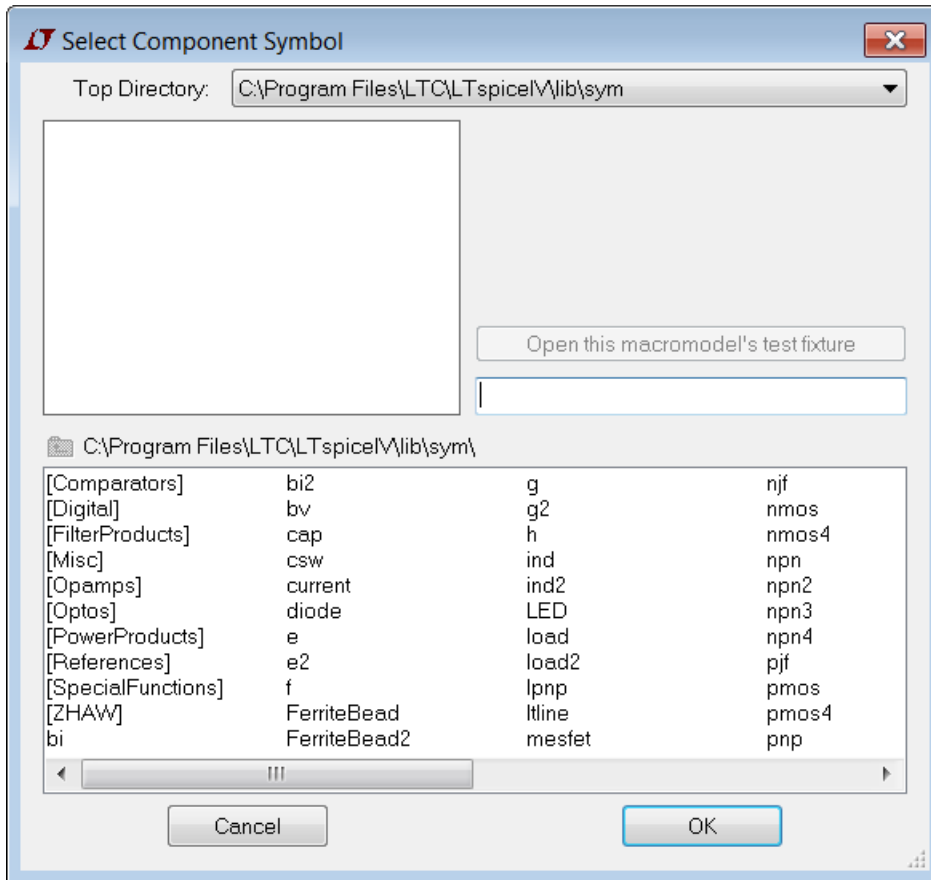 Select Component Symbol
Top Directory: C:\Program Files\LTC\LTspiceIV\lib\sym
Open this macromodel's test fixture
C:\Program Files\LTC\LTspiceIV\lib\sym\
[Comparators] bi2 g njf
[Digital] bv g2 nmos
[FilterProducts] cap h nmos4
[Misc] csw ind npn
[Opamps] current ind2 npn2
[Optos] diode LED npn3
[PowerProducts] e load npn4
[References] e2 load2 pjf
[SpecialFunctions] f lpnp pmos
[ZHAW] FerriteBead ltline pmos4
bi FerriteBead2 mesfet pnp
Cancel OK